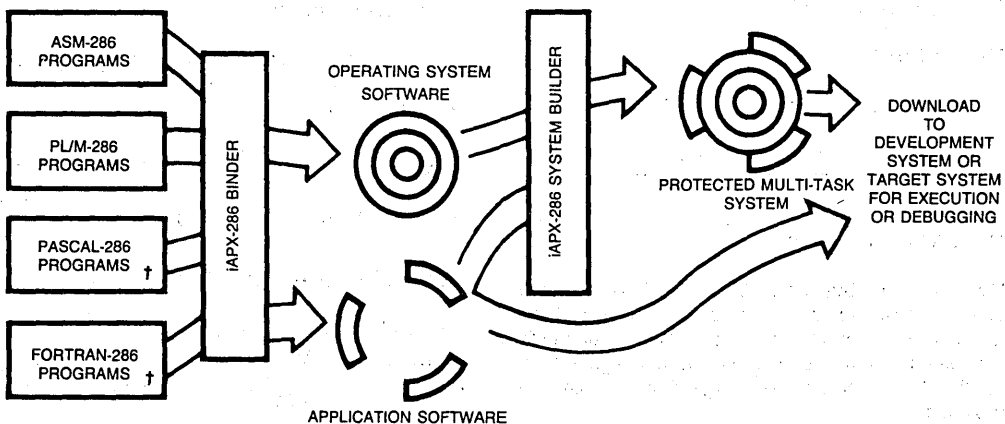 ASM-286
PROGRAMS
PL/M-286
PROGRAMS
PASCAL-286
PROGRAMS †
FORTRAN-286
PROGRAMS †
iAPX-286 BINDER
OPERATING SYSTEM
SOFTWARE
APPLICATION SOFTWARE
iAPX-286 SYSTEM BUILDER
PROTECTED MULTI-TASK
SYSTEM
DOWNLOAD
TO
DEVELOPMENT
SYSTEM OR
TARGET SYSTEM
FOR EXECUTION
OR DEBUGGING